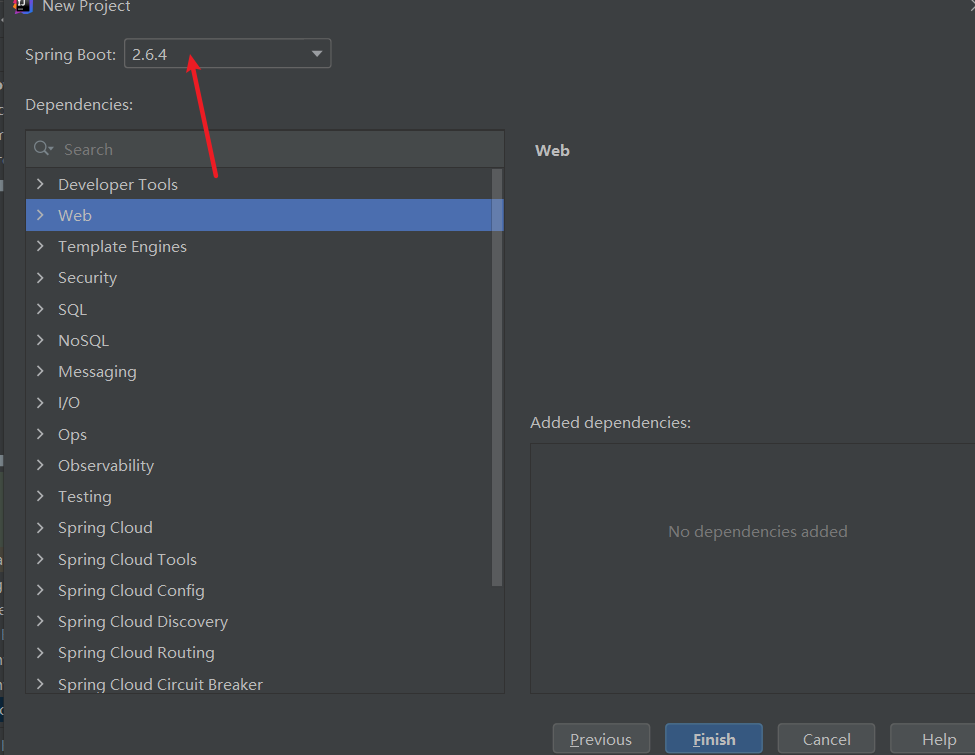 New Project
Spring Boot: 2.6.4
Dependencies:
Search
Developer Tools
Web
Template Engines
Security
SQL
NoSQL
Messaging
I/O
Ops
Observability
Testing
Spring Cloud
Spring Cloud Tools
Spring Cloud Config
Spring Cloud Discovery
Spring Cloud Routing
Spring Cloud Circuit Breaker
Web
Added dependencies:
No dependencies added
Previous Finish Cancel Help